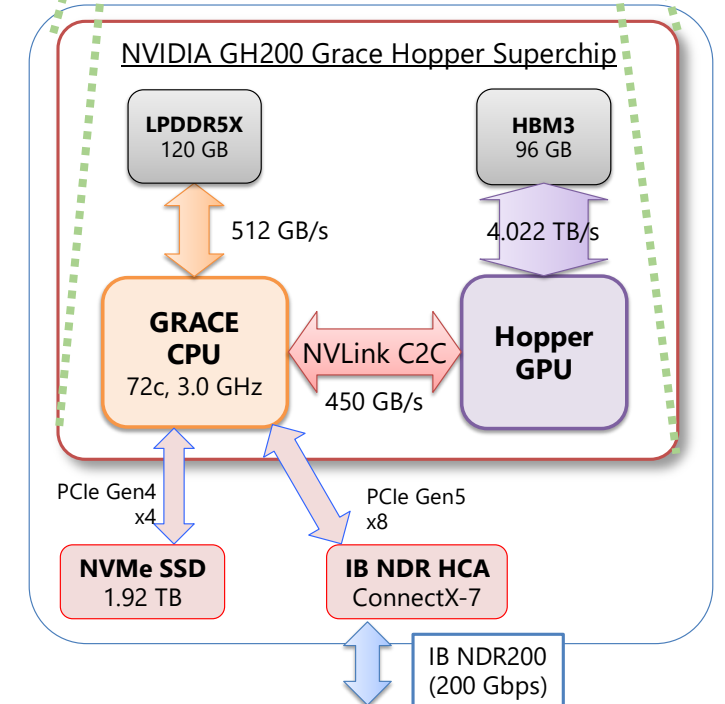 NVIDIA GH200 Grace Hopper Superchip
LPDDR5X
120 GB
HBM3
96 GB
512 GB/s
4.022 TB/s
GRACE
CPU
72c, 3.0 GHz
NVLink C2C
450 GB/s
Hopper
GPU
PCIe Gen4
x4
PCIe Gen5
x8
NVMe SSD
1.92 TB
IB NDR HCA
ConnectX-7
IB NDR200
(200 Gbps)